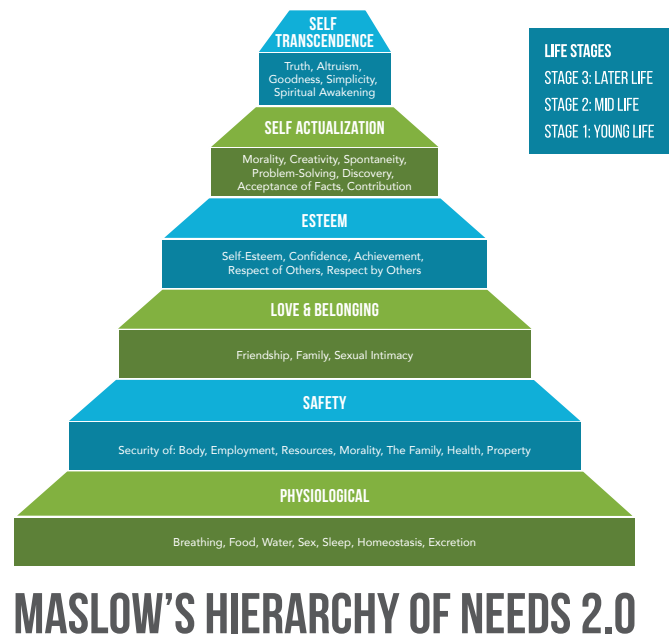 SELF
TRANSCENDENCE
Truth, Altruism,
Goodness, Simplicity,
Spiritual Awakening
LIFE STAGES
STAGE 3: LATER LIFE
STAGE 2: MID LIFE
STAGE 1: YOUNG LIFE
SELF ACTUALIZATION
Morality, Creativity, Spontaneity,
Problem-Solving, Discovery,
Acceptance of Facts, Contribution
ESTEEM
Self-Esteem, Confidence, Achievement,
Respect of Others, Respect by Others
LOVE & BELONGING
Friendship, Family, Sexual Intimacy
SAFETY
Security of: Body, Employment, Resources, Morality, The Family, Health, Property
PHYSIOLOGICAL
Breathing, Food, Water, Sex, Sleep, Homeostasis, Excretion
MASLOW'S HIERARCHY OF NEEDS 2.0